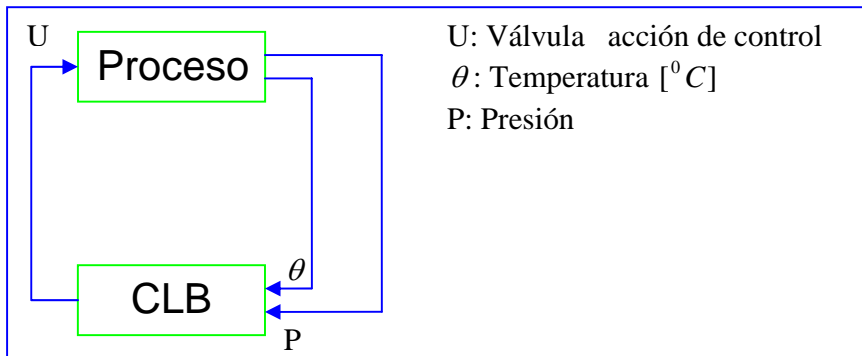 U
Proceso
θ
CLB
P
U: Válvula acción de control
θ: Temperatura [⁰C]
P: Presión